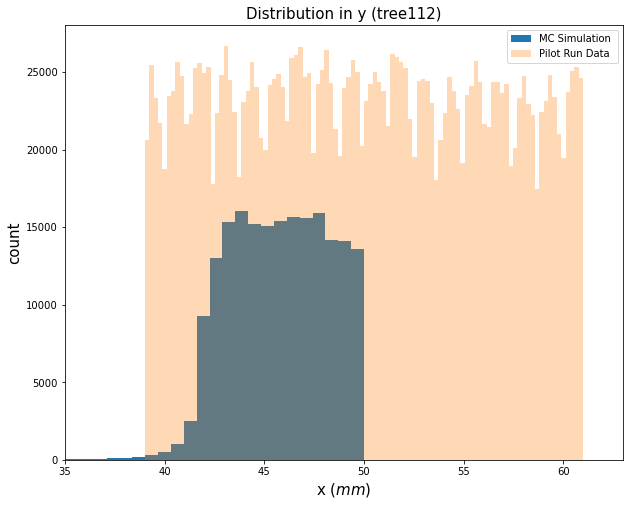 Distribution in y (tree112)
MC Simulation
Pilot Run Data
count
25000
20000
15000
10000
5000
0
35 40 45 50 55 60
x (mm)